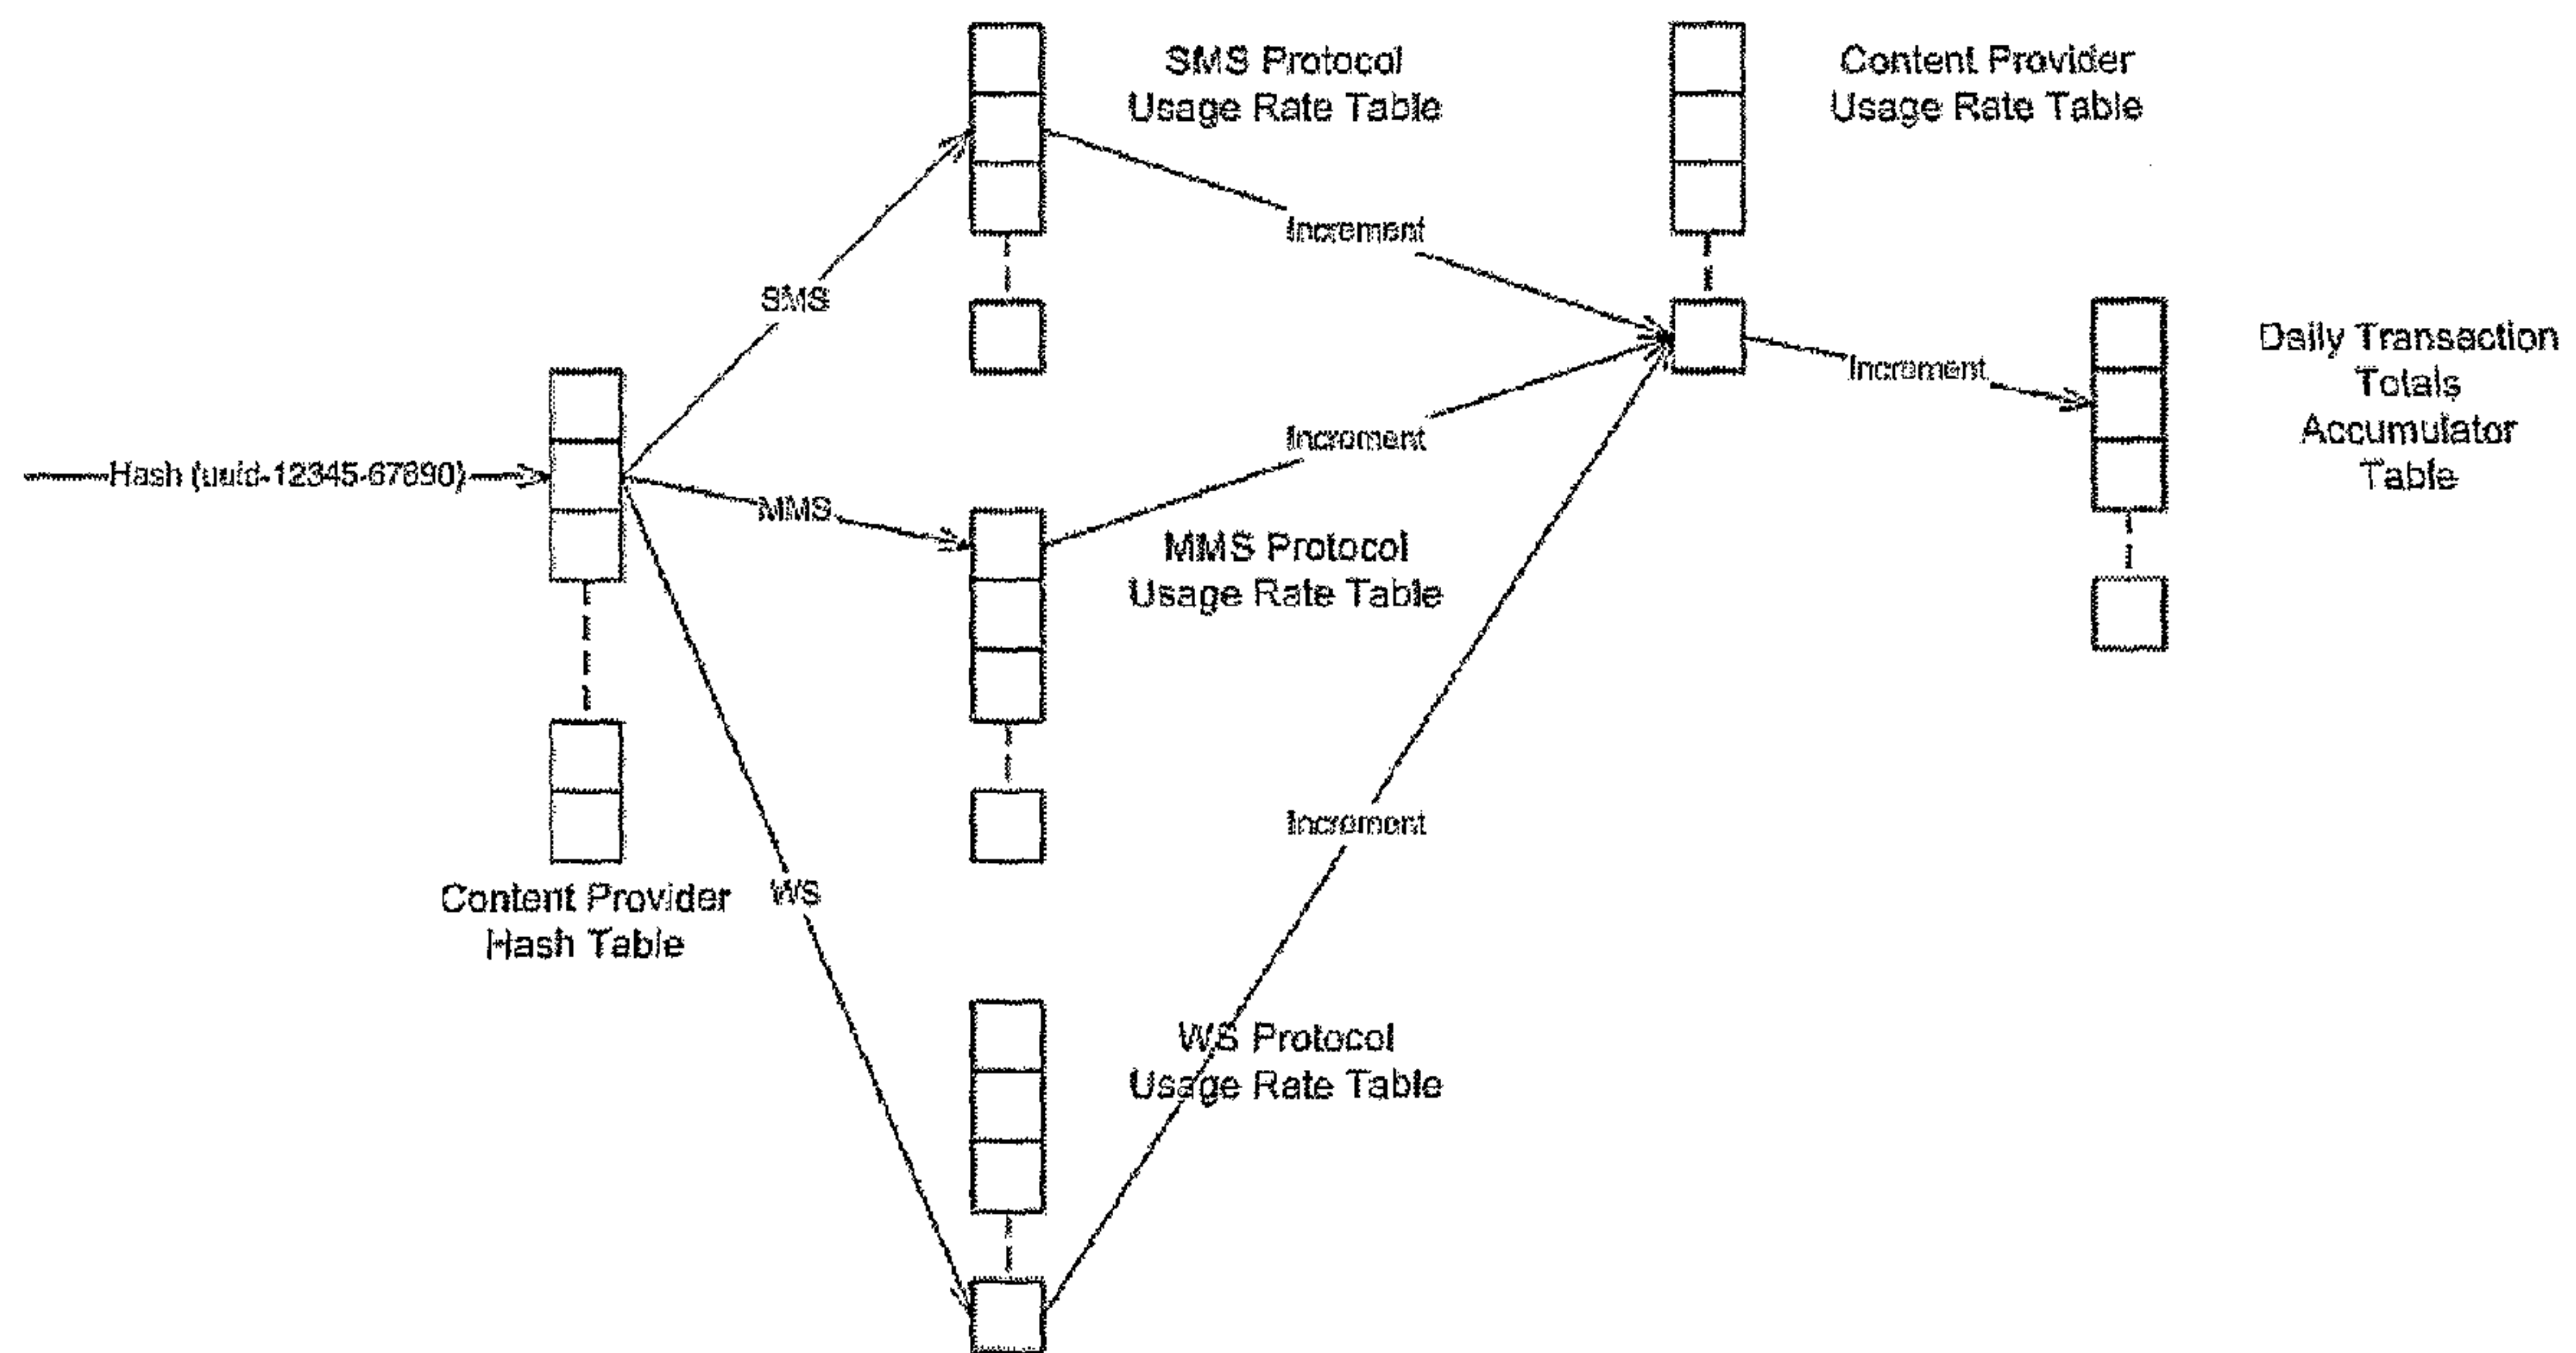 SMS Protocol
Usage Rate Table
Content Provider
Usage Rate Table
Increment
SMS
Increment
Daily Transaction
Totals
Accumulator
Table
Hash (uuid-12345-67890)
Increment
MMS
MMS Protocol
Usage Rate Table
Increment
WS
Content Provider
Hash Table
WS Protocol
Usage Rate Table